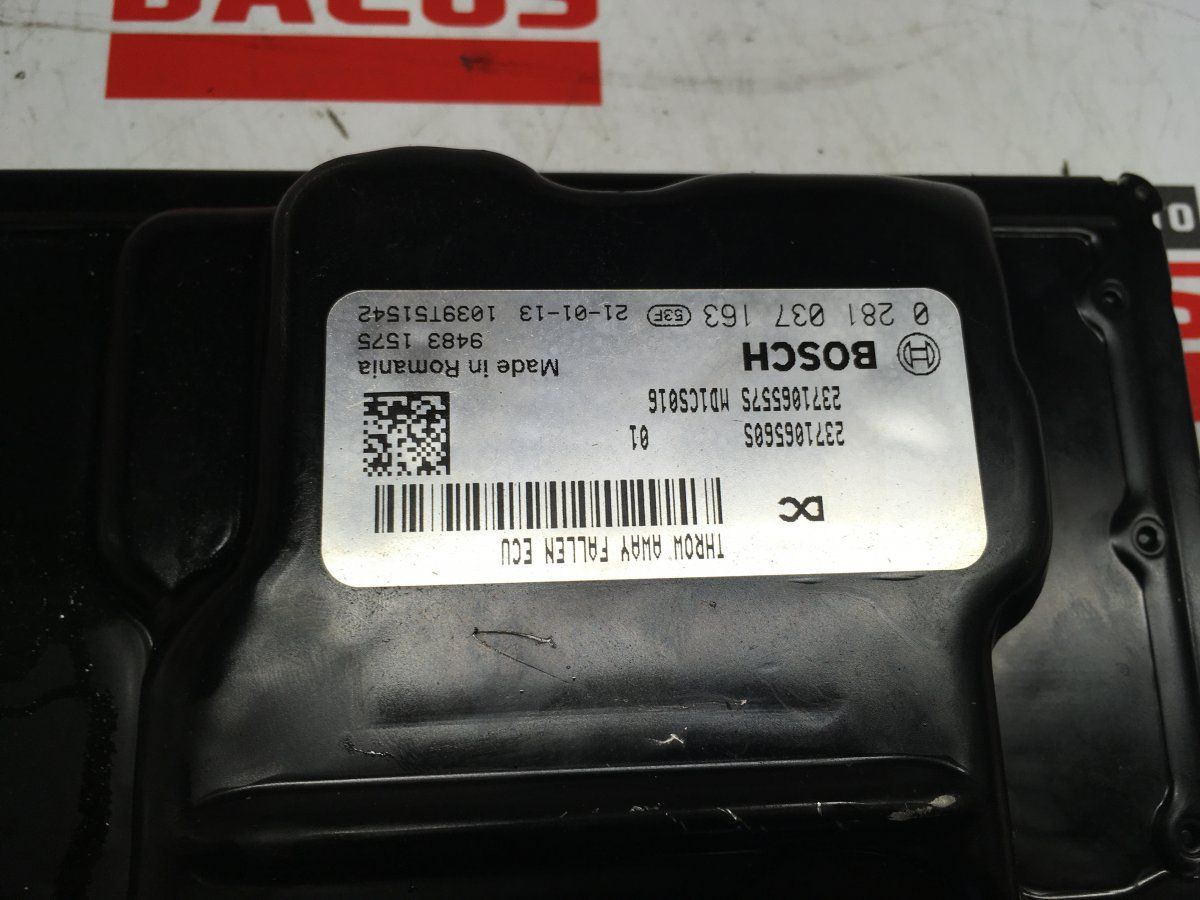 DACOS
0 281 037 163 53F 21-01-13 1039T51542
BOSCH 9483 1575
Made in Romania
237106557S MD1CS016
237106560S 01
DC
THROW AWAY FALLEN ECU